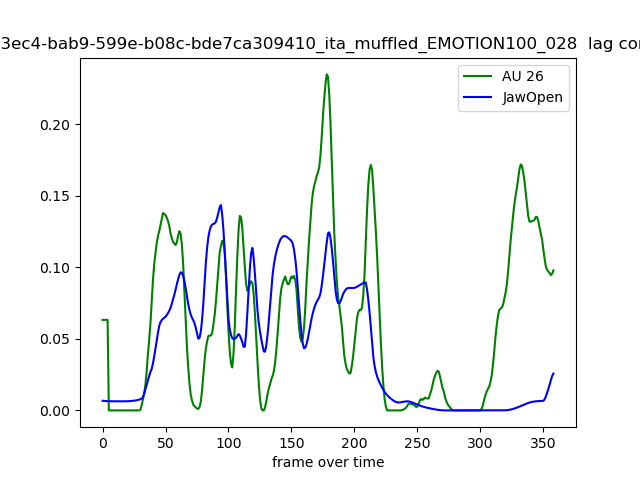 3ec4-bab9-599e-b08c-bde7ca309410_ita_muffled_EMOTION100_028 lag
AU 26
JawOpen
0.20
0.15
0.10
0.05
0.00
0 50 100 150 200 250 300 350
frame over time